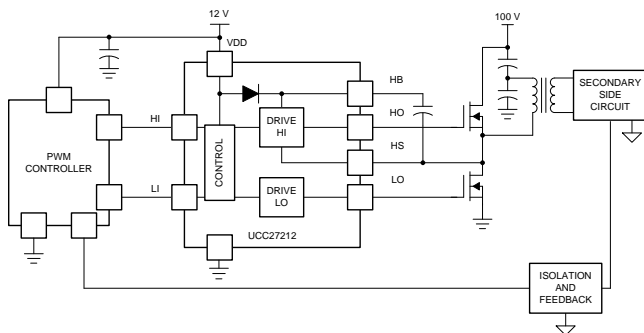 12 V
100 V
VDD
HB
SECONDARY
SIDE
CIRCUIT
HI
HO
DRIVE
HI
PWM
CONTROLLER
CONTROL
HS
LI
LO
DRIVE
LO
UCC27212
ISOLATION
AND
FEEDBACK